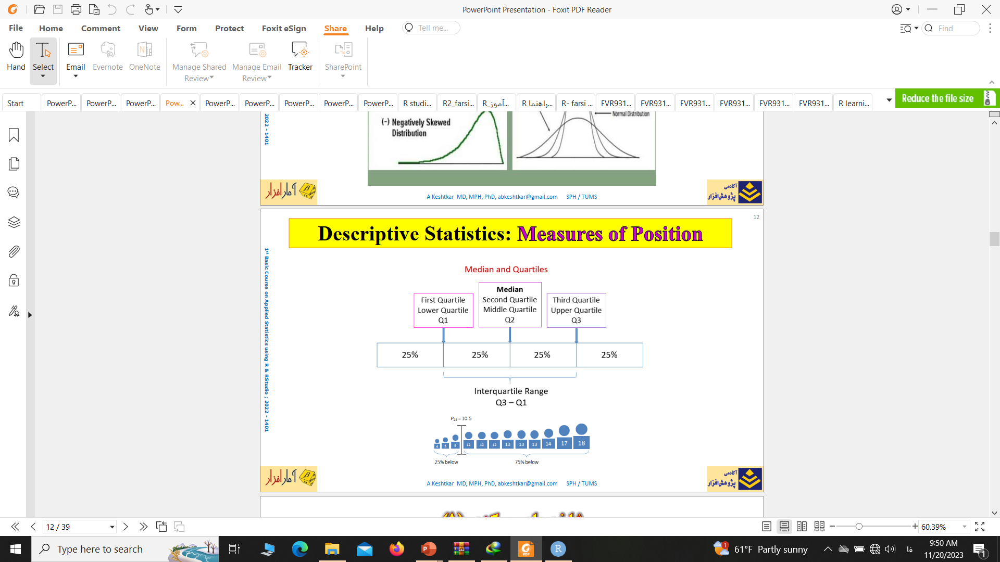 PowerPoint Presentation - Foxit PDF Reader
File
Home
Comment
View
Form
Protect
Foxit eSign
Share
Help
Tell me...
Find
Hand
Select
Email
Evernote
OneNote
Manage Shared
Review
Manage Email
Review
Tracker
SharePoint
Start
PowerP...
PowerP...
PowerP...
Pow...
PowerP...
PowerP...
PowerP...
PowerP...
PowerP...
R studi...
R2_farsi...
R_آموز...
R راهنما...
R- farsi ...
FVR931...
FVR931...
FVR931...
FVR931...
FVR931...
FVR931...
R learni...
Reduce the file size
2022 - 1401
(-) Negatively Skewed
Distribution
Normal Distribution
آمار افزار
β
A Keshtkar MD, MPH, PhD, abkeshtkar@gmail.com SPH / TUMS
آکادمی
پژوهش‌افزار
12
Descriptive Statistics: Measures of Position
1st Basic Course on Applied Statistics using R & RStudio ; 2022 - 1401
Median and Quartiles
First Quartile
Lower Quartile
Q1
Median
Second Quartile
Middle Quartile
Q2
Third Quartile
Upper Quartile
Q3
25% 25% 25% 25%
Interquartile Range
Q3 – Q1
P25 = 10.5
4 5 9 12 12 12 13 13 13 14 17 18
25% below
75% below
آمار افزار
β
A Keshtkar MD, MPH, PhD, abkeshtkar@gmail.com SPH / TUMS
آکادمی
پژوهش‌افزار
12 / 39
60.39%
Type here to search
61°F Partly sunny
فا
9:50 AM
11/20/2023
1